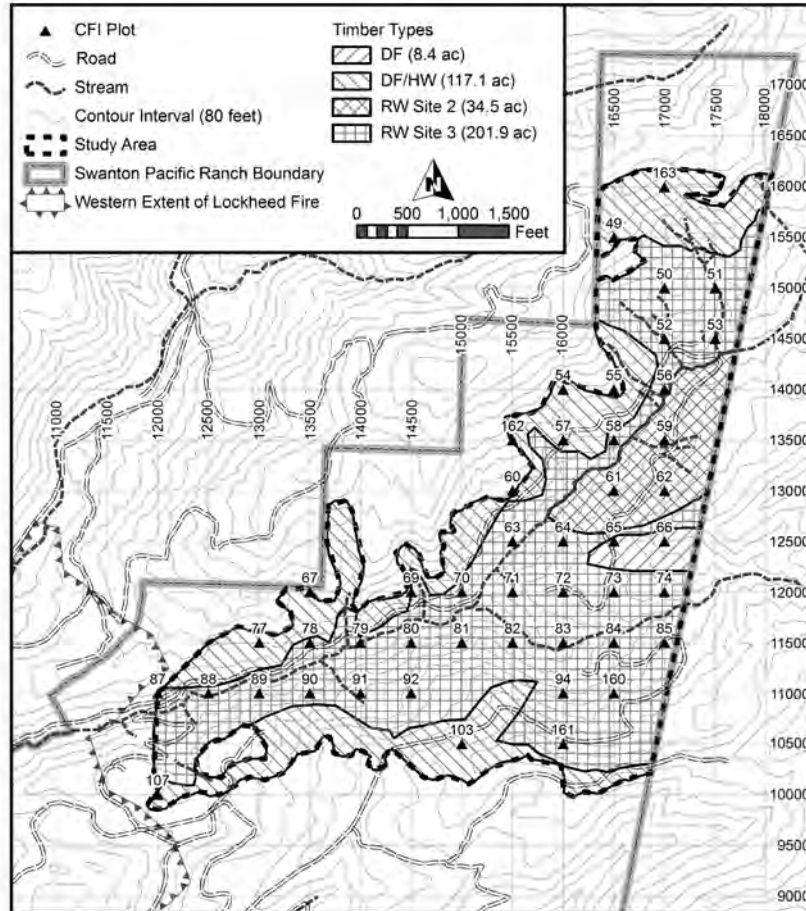 CFI Plot
Road
Stream
Contour Interval (80 feet)
Study Area
Swanton Pacific Ranch Boundary
Western Extent of Lockheed Fire
Timber Types
DF (8.4 ac)
DF/HW (117.1 ac)
RW Site 2 (34.5 ac)
RW Site 3 (201.9 ac)
N
0 500 1,000 1,500
Feet
16500 17000 17500 18000
17000
16500
163
16000
49
15500
50 51
15000
52 53
14500
15000 15500 16000
54 55 56
14000
11000 12000 12500 13000 13500 14000 14500
162 57 58 59
13500
60 61 62
13000
63 64 65 66
12500
67 69 70 71 72 73 74
12000
77 78 79 80 81 82 83 84 85
11500
87 88 89 90 91 92 94 160
11000
103 161
10500
107
10000
9500
9000